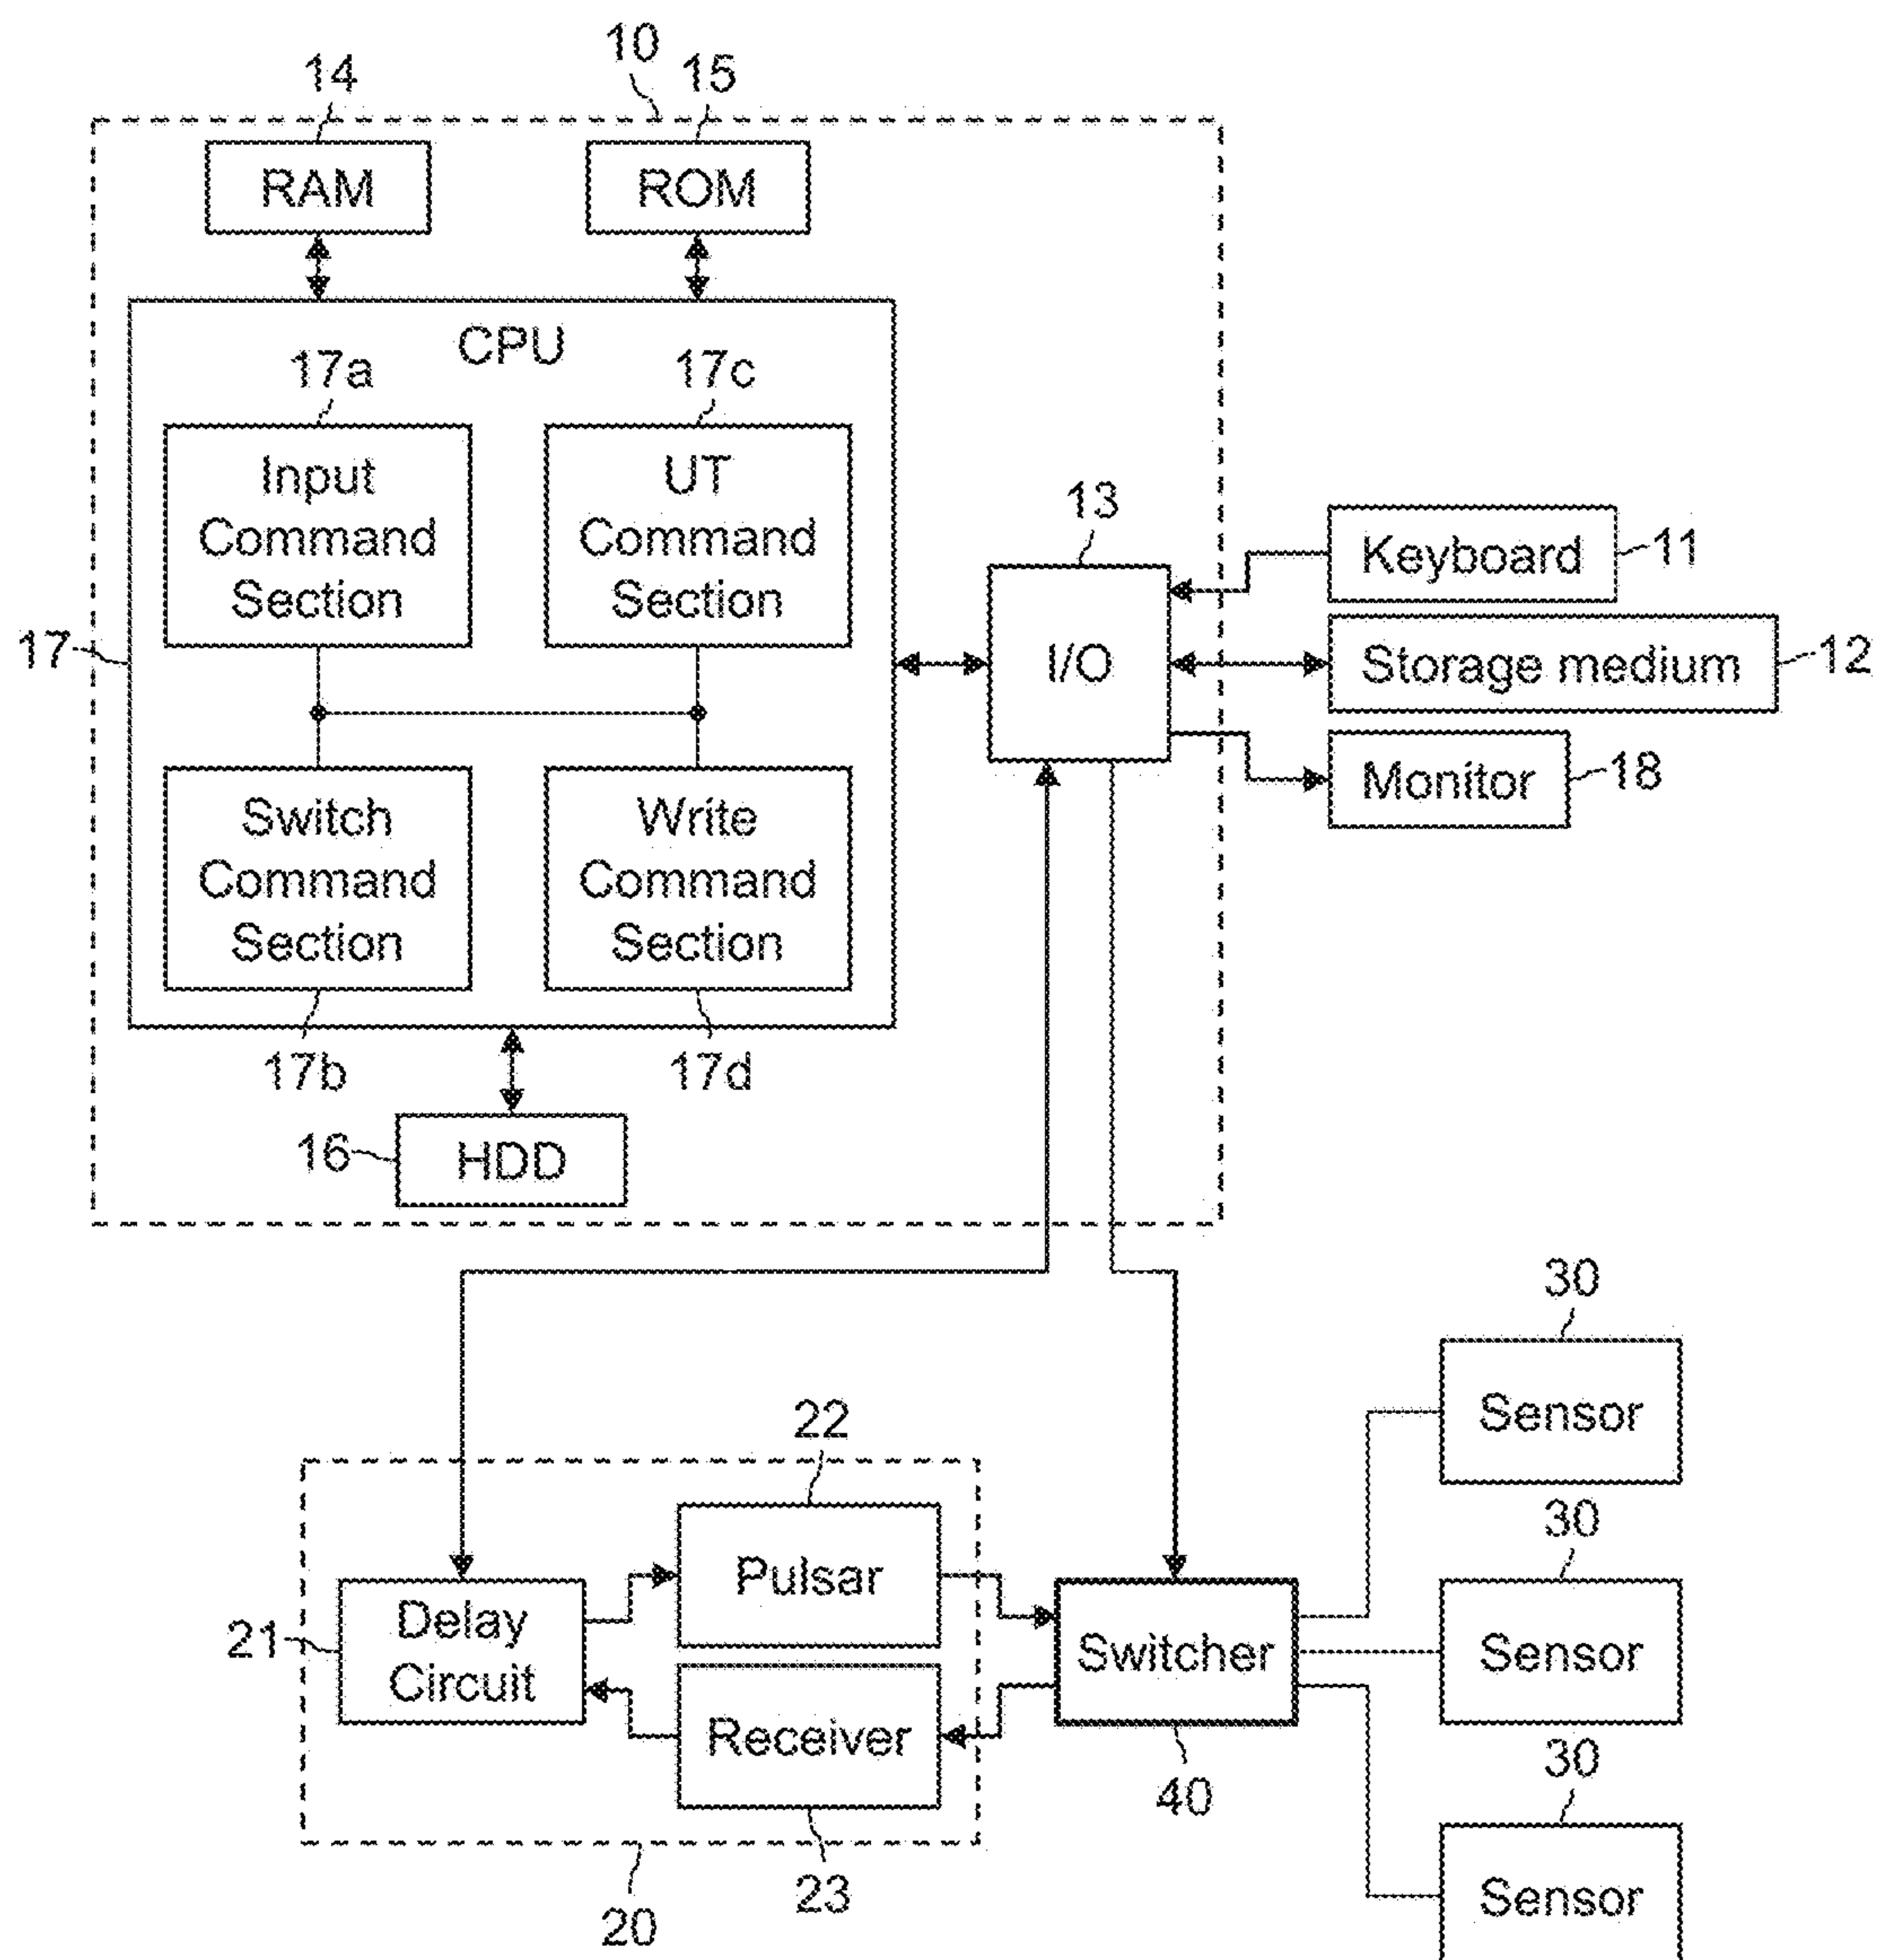 10
14
15
RAM
ROM
CPU
17a
17c
Input
Command
Section
UT
Command
Section
13
Keyboard
11
17
I/O
Storage medium
12
Monitor
18
Switch
Command
Section
Write
Command
Section
17b
17d
16
HDD
30
Sensor
22
30
Pulsar
Delay
Circuit
21
Switcher
Sensor
Receiver
30
40
23
20
Sensor